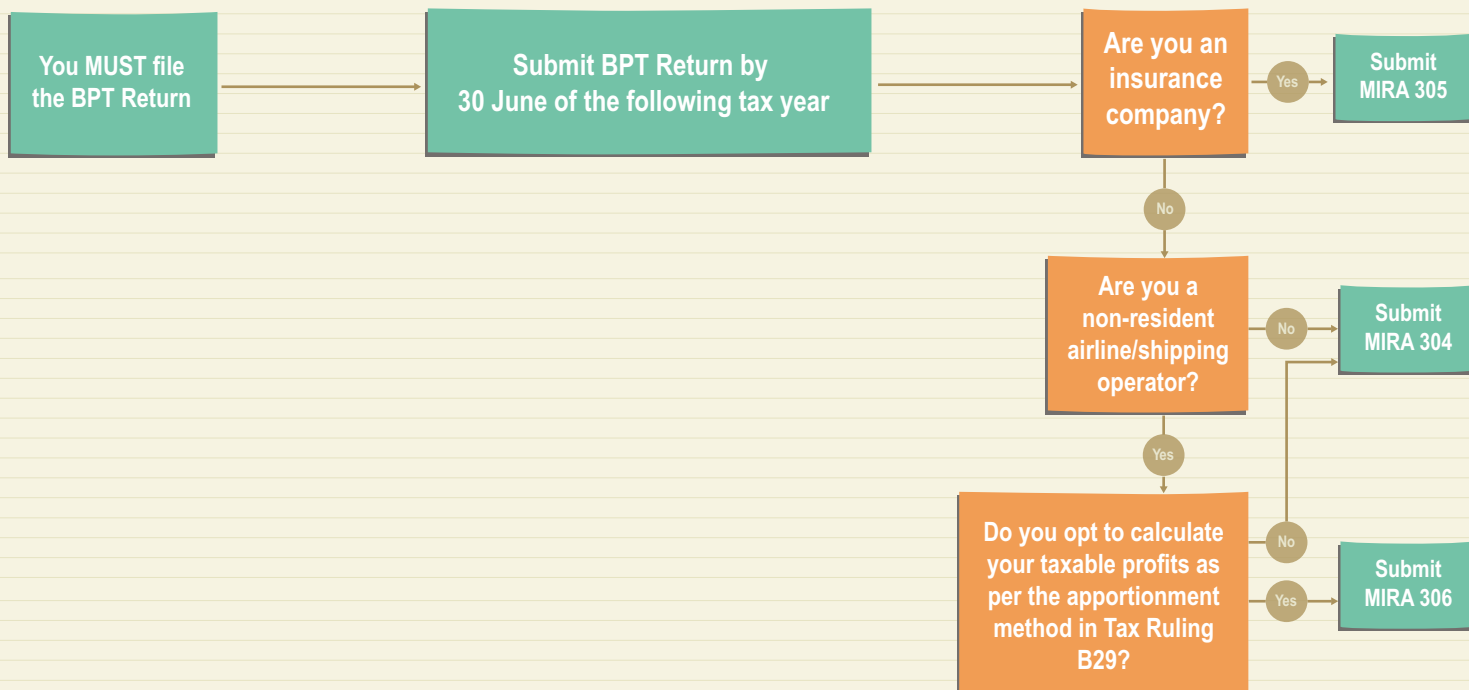 You MUST file
the BPT Return
Submit BPT Return by
30 June of the following tax year
Are you an
insurance
company?
Yes
Submit
MIRA 305
No
Are you a
non-resident
airline/shipping
operator?
No
Submit
MIRA 304
Yes
Do you opt to calculate
your taxable profits as
per the apportionment
method in Tax Ruling
B29?
No
Yes
Submit
MIRA 306